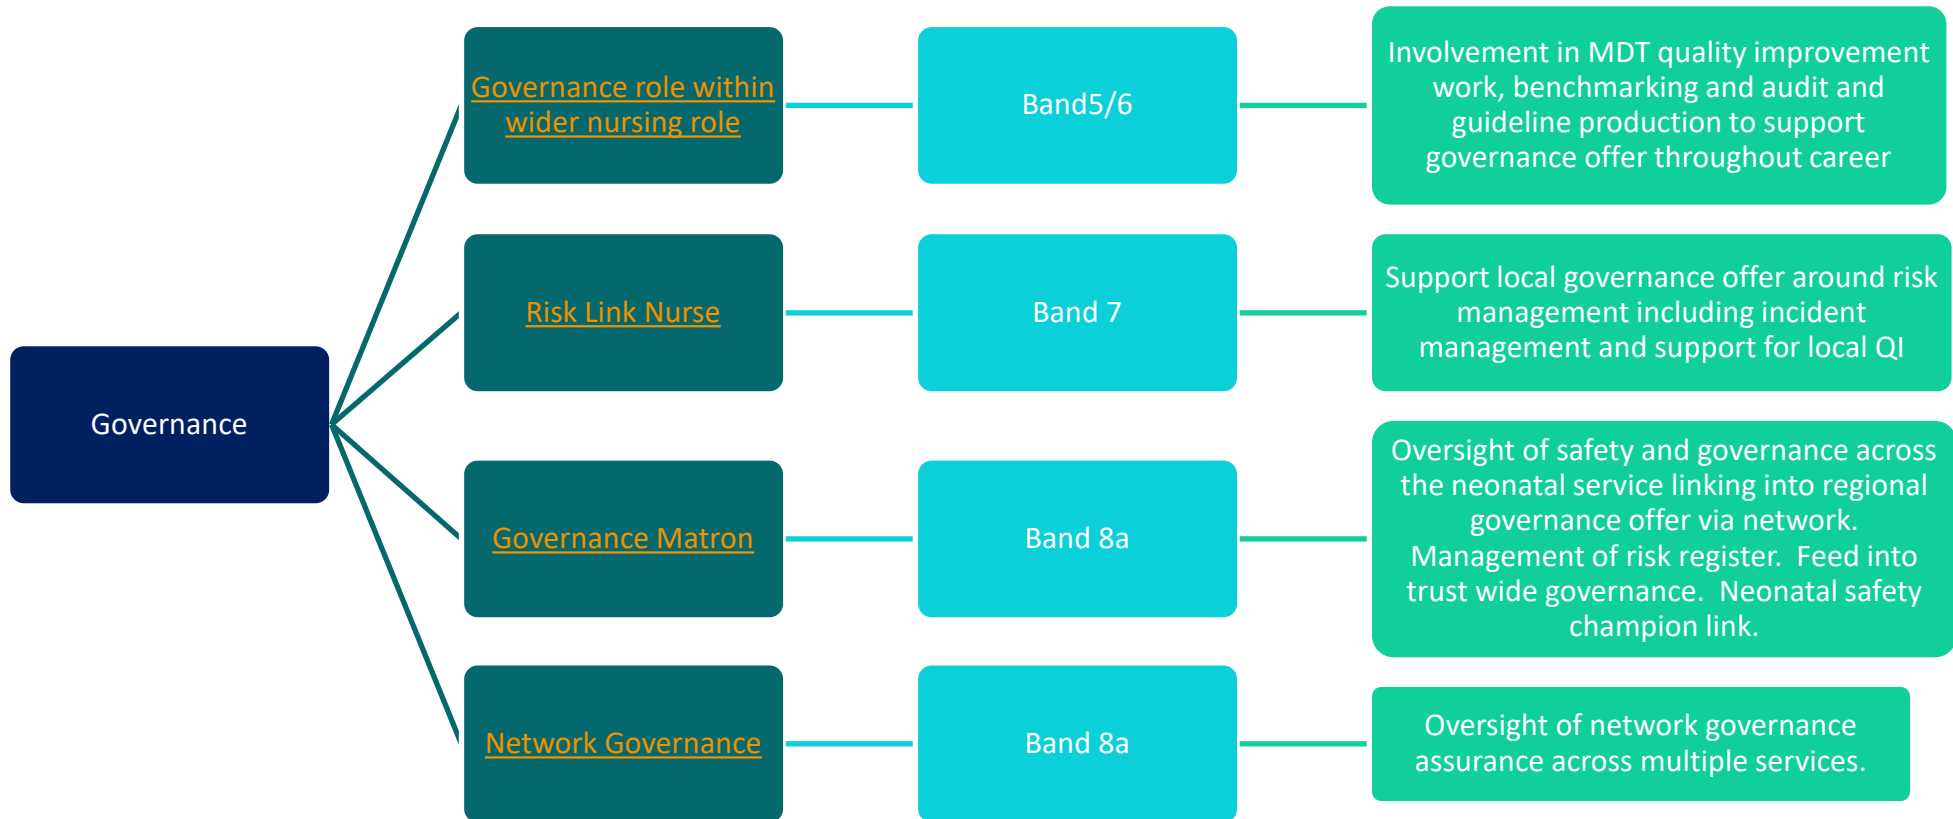 Governance
Governance role within
wider nursing role
Band5/6
Involvement in MDT quality improvement
work, benchmarking and audit and
guideline production to support
governance offer throughout career
Risk Link Nurse
Band 7
Support local governance offer around risk
management including incident
management and support for local QI
Governance Matron
Band 8a
Oversight of safety and governance across
the neonatal service linking into regional
governance offer via network.
Management of risk register.  Feed into
trust wide governance.  Neonatal safety
champion link.
Network Governance
Band 8a
Oversight of network governance
assurance across multiple services.